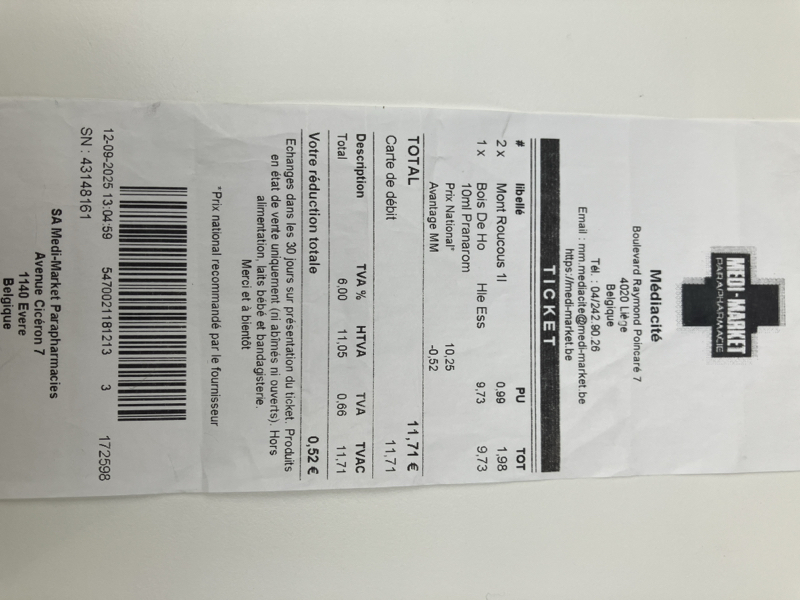 MEDI-MARKET
PARAPHARMACIE
Médiacité
Boulevard Raymond Poincaré 7
4020 Liège
Belgique
Tél. : 04/242.90.26
Email : mm.mediacite@medi-market.be
https://medi-market.be
TICKET
# libellé PU TOT
2 x Mont Roucous 1l 0,99 1,98
1 x Bois De Ho Hle Ess 9,73 9,73
10ml Pranarom
Prix National* 10,25
Avantage MM -0,52
TOTAL 11,71 €
Carte de débit 11,71
Description TVA % HTVA TVA TVAC
Total 6,00 11,05 0,66 11,71
Votre réduction totale 0,52 €
Echanges dans les 30 jours sur présentation du ticket. Produits
en état de vente uniquement (ni abîmés ni ouverts). Hors
alimentation, laits bébé et bandagisterie.
Merci et à bientôt
*Prix national recommandé par le fournisseur
12-09-2025 13:04:59 5470021181213 3 172598
SN : 43148161
SA Medi-Market Parapharmacies
Avenue Cicéron 7
1140 Evere
Belgique